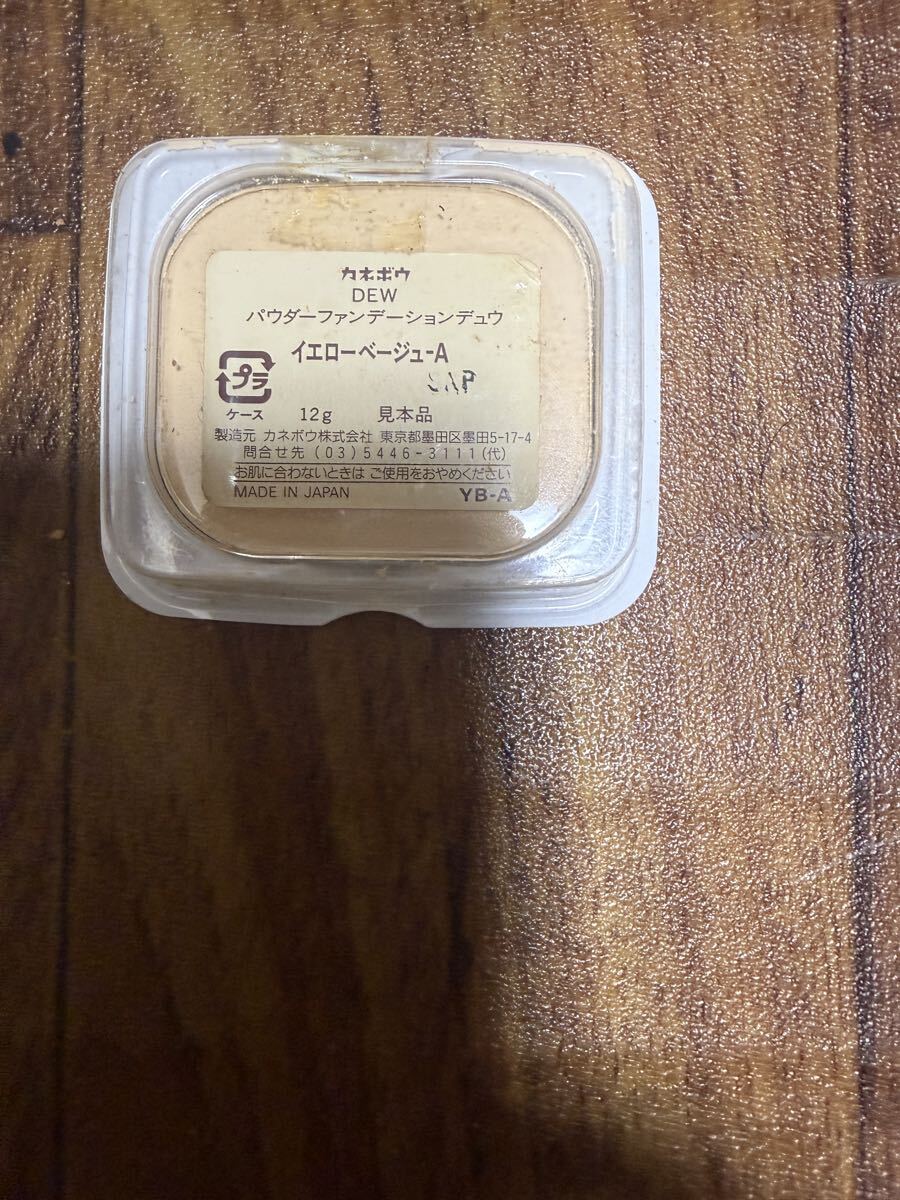 カネボウ
DEW
パウダーファンデーションデュウ
イエローベージュ-A
プラ
ケース 12g 見本品
製造元 カネボウ株式会社 東京都墨田区墨田5-17-4
問合せ先 (03)5446-3111(代)
お肌に合わないときは ご使用をおやめください
MADE IN JAPAN YB-A